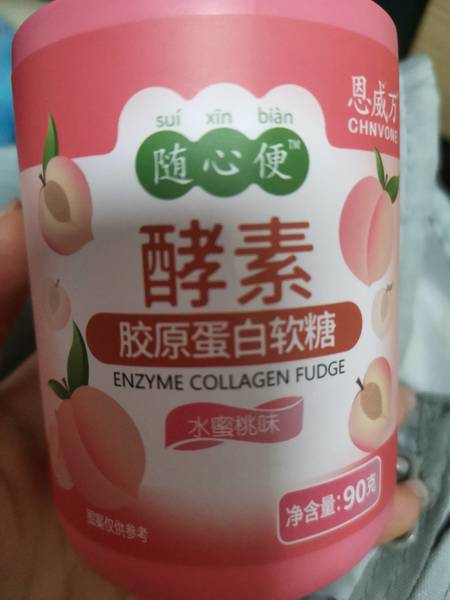 恩威万
CHNVONE
suí xīn biàn
随心便™
酵素
胶原蛋白软糖
ENZYME COLLAGEN FUDGE
水蜜桃味
净含量:90克
图案仅供参考